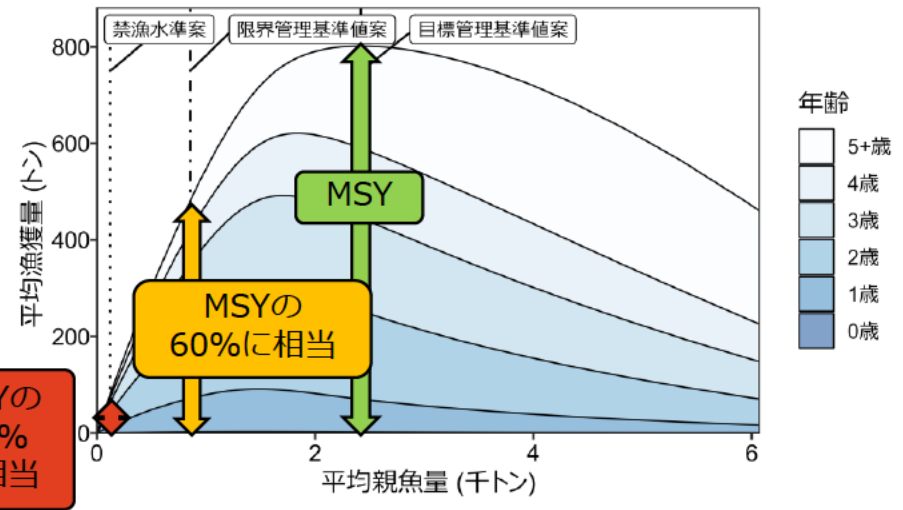 禁漁水準案
限界管理基準値案
目標管理基準値案
平均漁獲量 (トン)
800
600
400
200
0
MSY
MSYの
60%に相当
Yの
%
相当
0
2
4
6
平均親魚量 (千トン)
年齢
5+歳
4歳
3歳
2歳
1歳
0歳